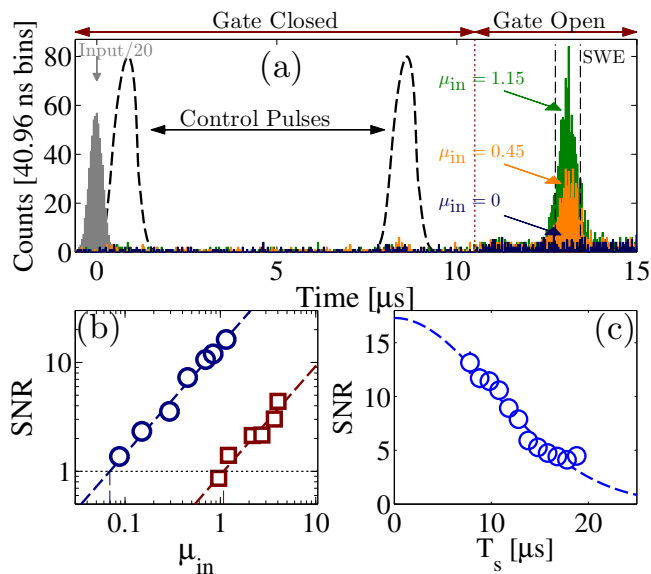 Gate Closed Gate Open
Counts [40.96 ns bins]
80
60
40
20
0
Input/20
(a)
SWE
μin = 1.15
Control Pulses
μin = 0.45
μin = 0
0 5 10 15
Time [μs]
(b)
SNR
10
1
0.1 1 10
μin
(c)
SNR
15
10
5
0
0 10 20
Ts [μs]